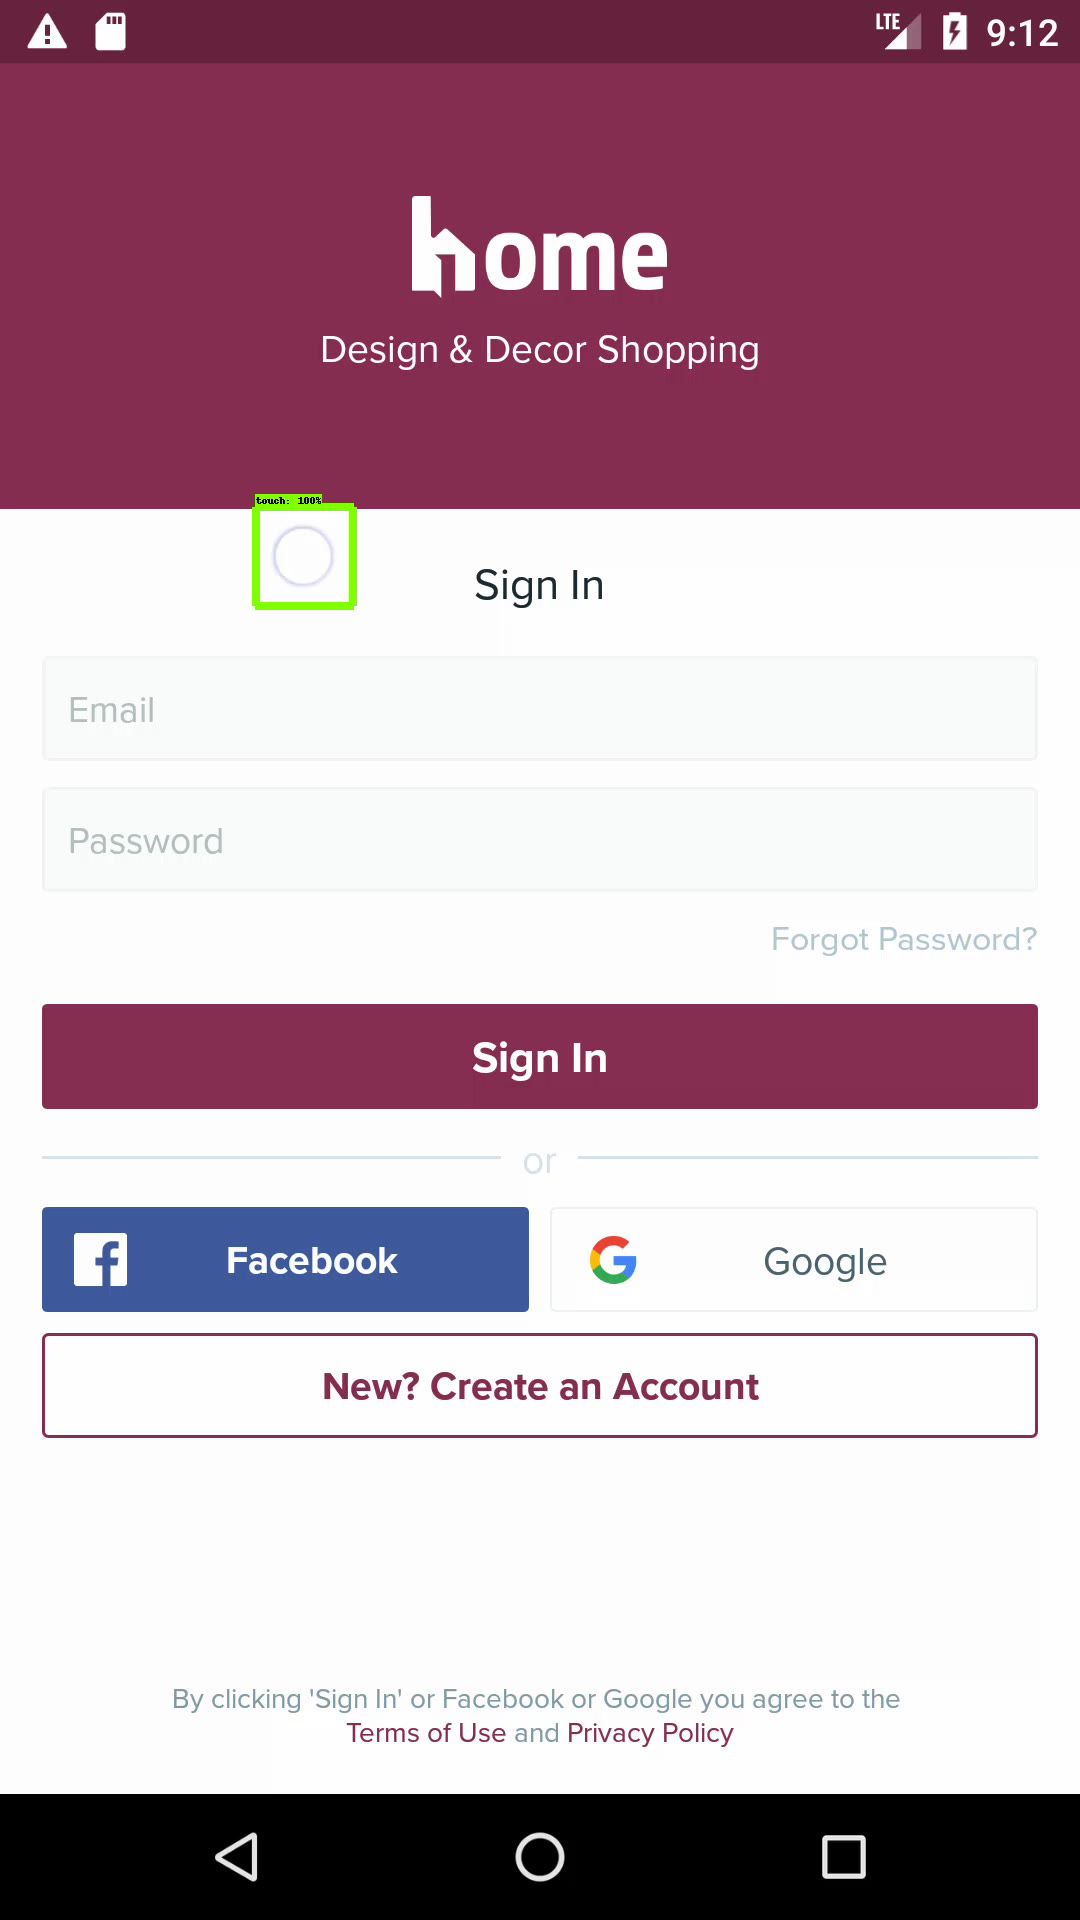 LTE 9:12
home
Design & Decor Shopping
touch: 100%
Sign In
Email
Password
Forgot Password?
Sign In
or
Facebook
Google
New? Create an Account
By clicking 'Sign In' or Facebook or Google you agree to the
Terms of Use and Privacy Policy